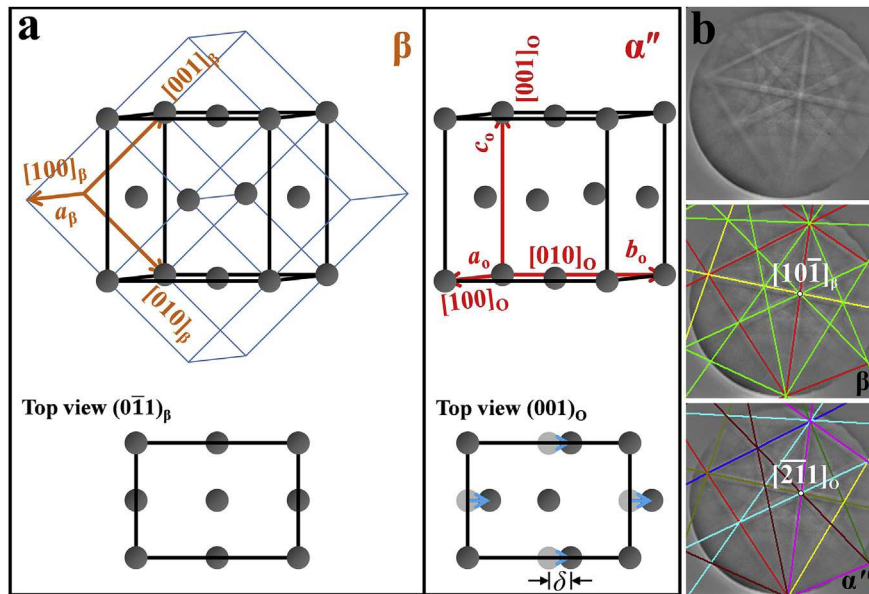 a
β
[001]β
[100]β
aβ
[010]β
Top view (01̅1)β
α″
[001]O
co
ao
[010]O
bo
[100]O
Top view (001)O
δ
b
[101̅]β
β
[2̅1̅1]O
α″